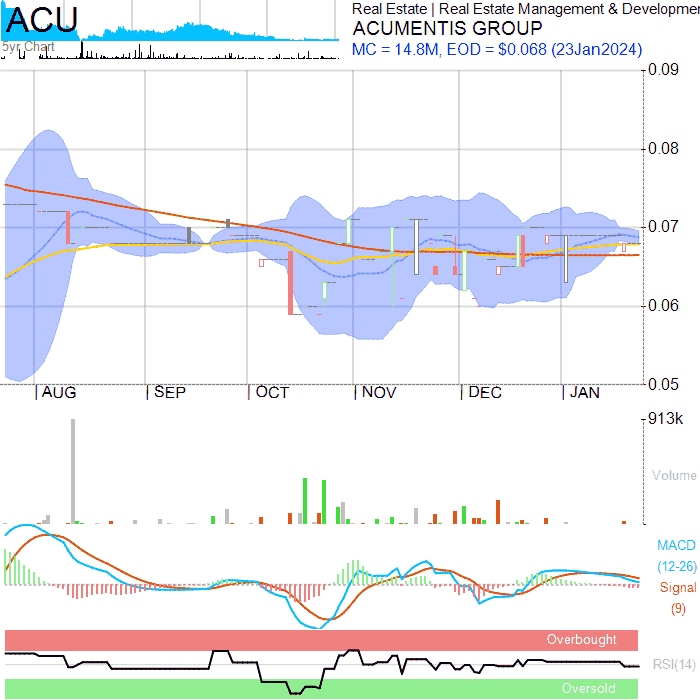 ACU
5yr Chart
Real Estate | Real Estate Management & Developmen
ACUMENTIS GROUP
MC = 14.8M, EOD = $0.068 (23Jan2024)
0.09
0.08
0.07
0.06
0.05
AUG SEP OCT NOV DEC JAN
913k
Volume
MACD
(12-26)
Signal
(9)
Overbought
RSI(14)
Oversold